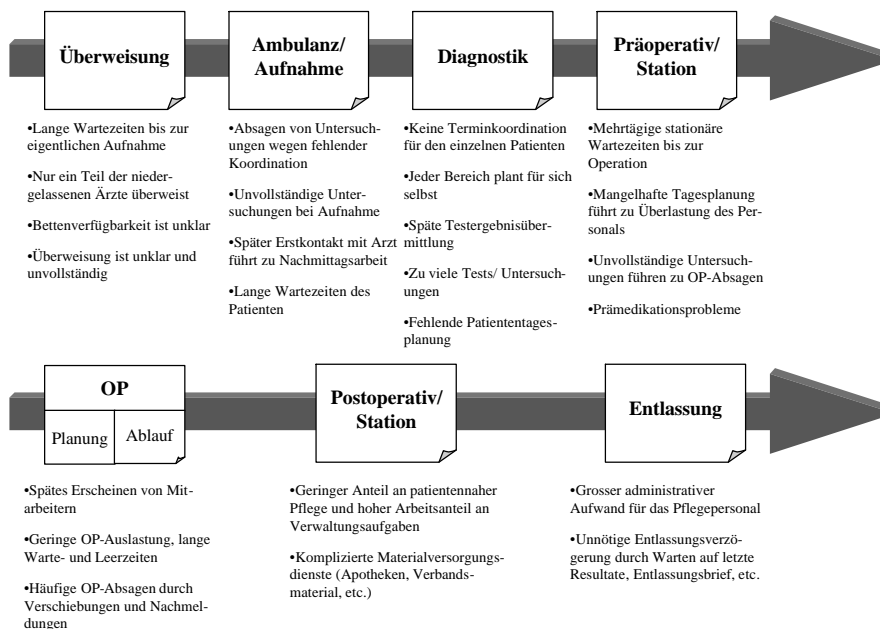 Überweisung
•Lange Wartezeiten bis zur
eigentlichen Aufnahme
•Nur ein Teil der nieder-
gelassenen Ärzte überweist
•Bettenverfügbarkeit ist unklar
•Überweisung ist unklar und
unvollständig
Ambulanz/
Aufnahme
•Absagen von Untersuch-
ungen wegen fehlender
Koordination
•Unvollständige Unter-
suchungen bei Aufnahme
•Später Erstkontakt mit Arzt
führt zu Nachmittagsarbeit
•Lange Wartezeiten des
Patienten
Diagnostik
•Keine Terminkoordination
für den einzelnen Patienten
•Jeder Bereich plant für sich
selbst
•Späte Testergebnisüber-
mittlung
•Zu viele Tests/ Untersuch-
ungen
•Fehlende Patiententages-
planung
Präoperativ/
Station
•Mehrtägige stationäre
Wartezeiten bis zur
Operation
•Mangelhafte Tagesplanung
führt zu Überlastung des Per-
sonals
•Unvollständige Untersuch-
ungen führen zu OP-Absagen
•Prämedikationsprobleme
OP
Planung
Ablauf
•Spätes Erscheinen von Mit-
arbeitern
•Geringe OP-Auslastung, lange
Warte- und Leerzeiten
•Häufige OP-Absagen durch
Verschiebungen und Nachmel-
dungen
Postoperativ/
Station
•Geringer Anteil an patientennaher
Pflege und hoher Arbeitsanteil an
Verwaltungsaufgaben
•Komplizierte Materialversorgungs-
dienste (Apotheken, Verbands-
material, etc.)
Entlassung
•Grosser administrativer
Aufwand für das Pflegepersonal
•Unnötige Entlassungsverzö-
gerung durch Warten auf letzte
Resultate, Entlassungsbrief, etc.